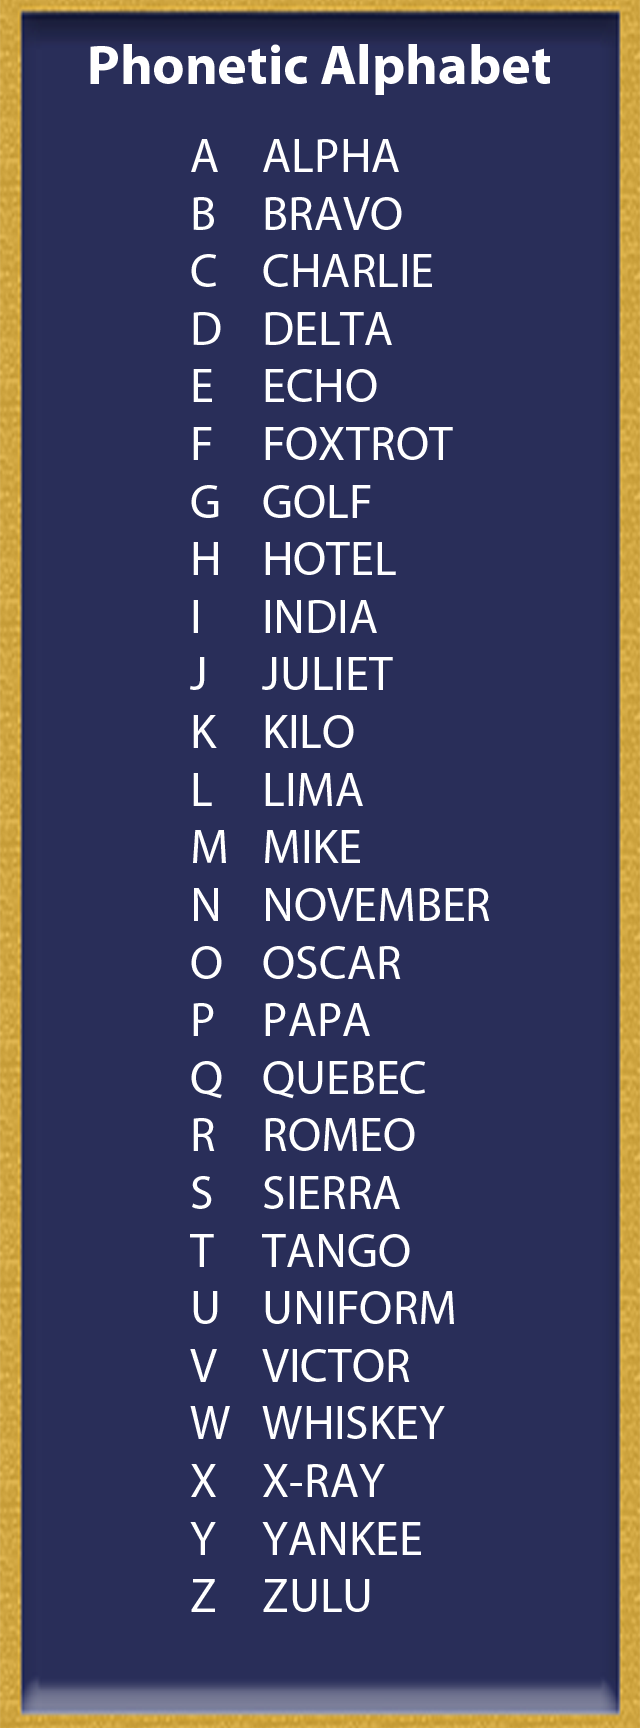 Phonetic Alphabet
A ALPHA
B BRAVO
C CHARLIE
D DELTA
E ECHO
F FOXTROT
G GOLF
H HOTEL
I INDIA
J JULIET
K KILO
L LIMA
M MIKE
N NOVEMBER
O OSCAR
P PAPA
Q QUEBEC
R ROMEO
S SIERRA
T TANGO
U UNIFORM
V VICTOR
W WHISKEY
X X-RAY
Y YANKEE
Z ZULU